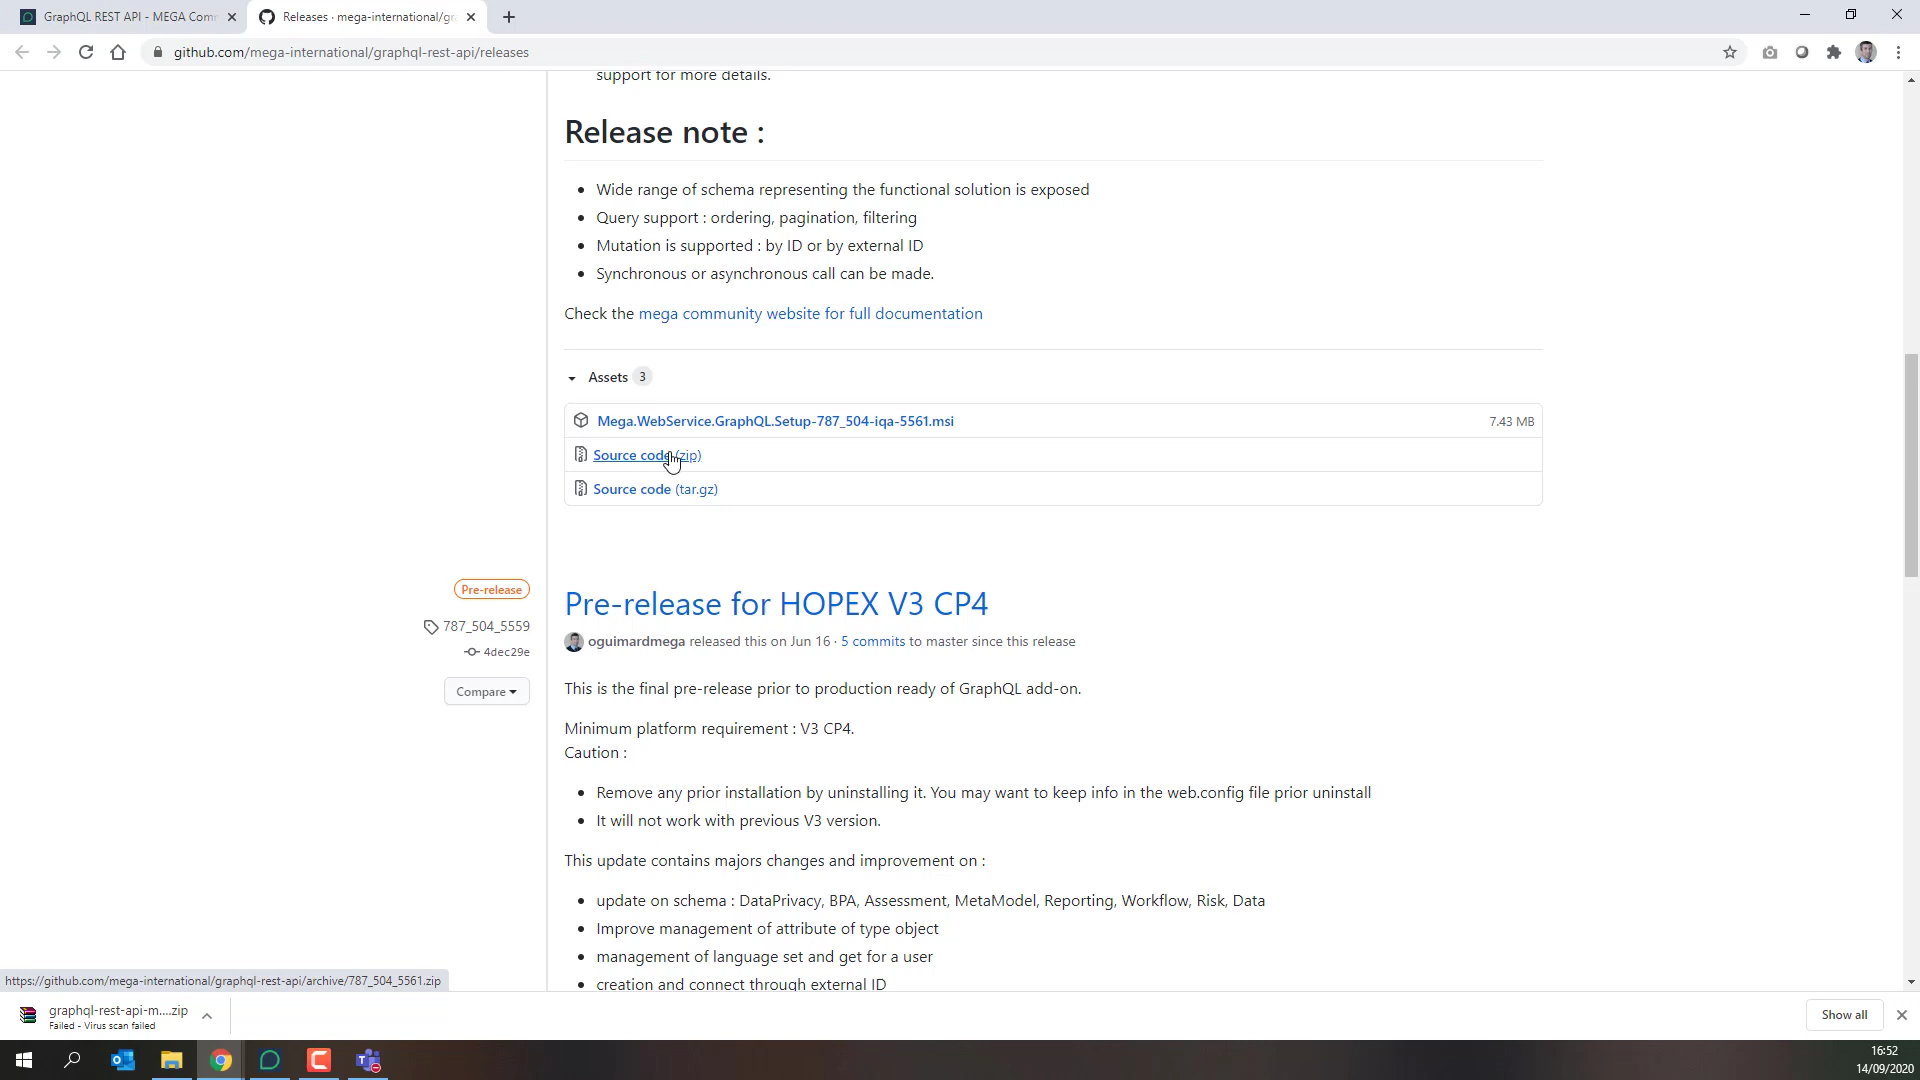 GraphQL REST API - MEGA Com
Releases · mega-international/gr
github.com/mega-international/graphql-rest-api/releases
support for more details.
Release note :
Wide range of schema representing the functional solution is exposed
Query support : ordering, pagination, filtering
Mutation is supported : by ID or by external ID
Synchronous or asynchronous call can be made.
Check the mega community website for full documentation
Assets 3
Mega.WebService.GraphQL.Setup-787_504-iqa-5561.msi 7.43 MB
Source code (zip)
Source code (tar.gz)
Pre-release
787_504_5559
4dec29e
Compare
Pre-release for HOPEX V3 CP4
oguimardmega released this on Jun 16 · 5 commits to master since this release
This is the final pre-release prior to production ready of GraphQL add-on.
Minimum platform requirement : V3 CP4.
Caution :
Remove any prior installation by uninstalling it. You may want to keep info in the web.config file prior uninstall
It will not work with previous V3 version.
This update contains majors changes and improvement on :
update on schema : DataPrivacy, BPA, Assessment, MetaModel, Reporting, Workflow, Risk, Data
Improve management of attribute of type object
management of language set and get for a user
creation and connect through external ID
https://github.com/mega-international/graphql-rest-api/archive/787_504_5561.zip
graphql-rest-api-m....zip
Failed - Virus scan failed
Show all
16:52
14/09/2020